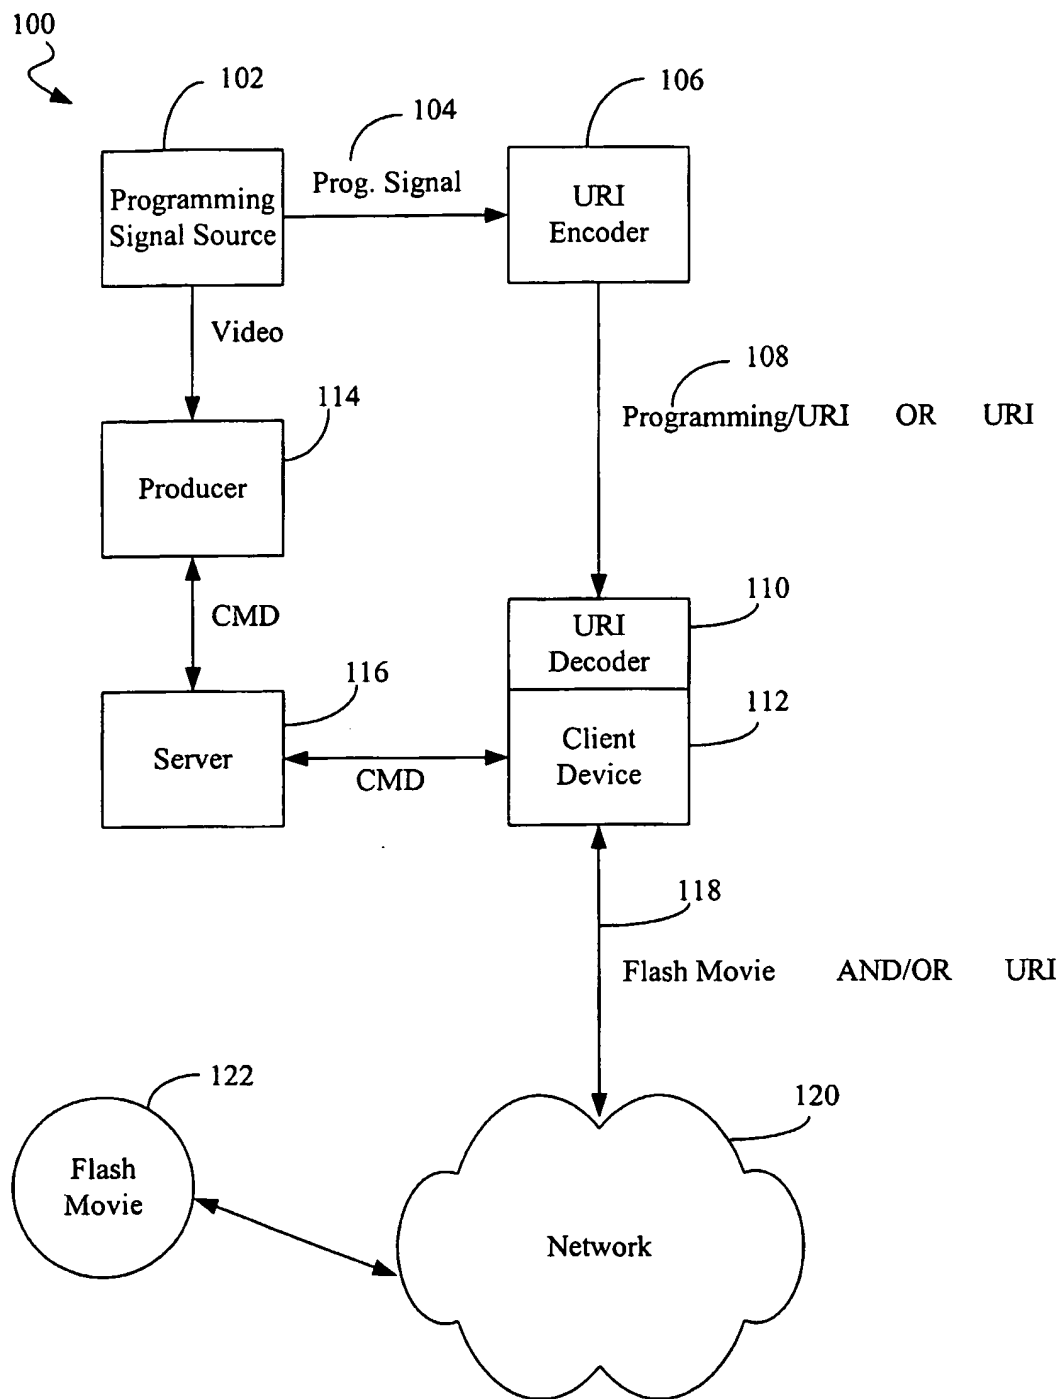 100
102
104
106
Programming
Signal Source
Prog. Signal
URI
Encoder
Video
108
Programming/URI OR URI
114
Producer
CMD
110
URI
Decoder
116
112
Server
CMD
Client
Device
118
Flash Movie AND/OR URI
122
120
Flash
Movie
Network